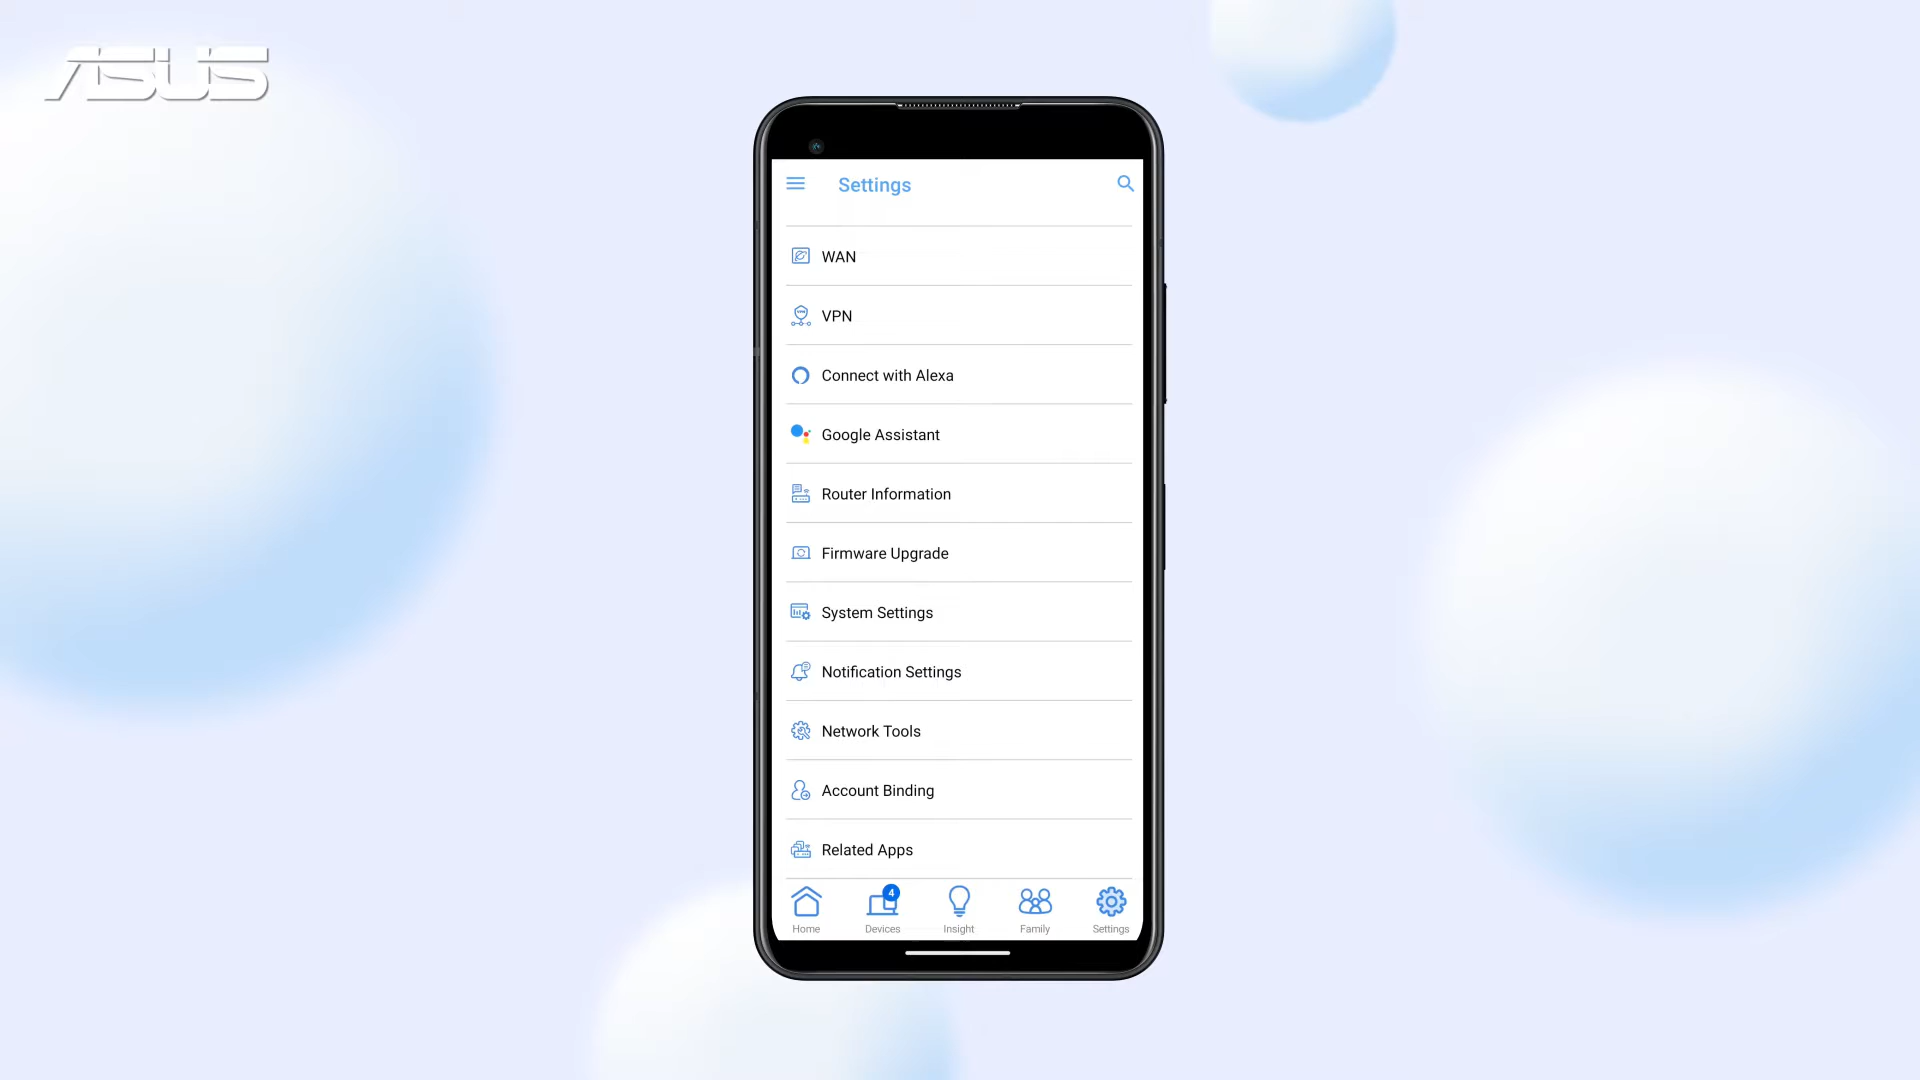 ASUS
Settings
WAN
VPN
Connect with Alexa
Google Assistant
Router Information
Firmware Upgrade
System Settings
Notification Settings
Network Tools
Account Binding
Related Apps
4
Home Devices Insight Family Settings